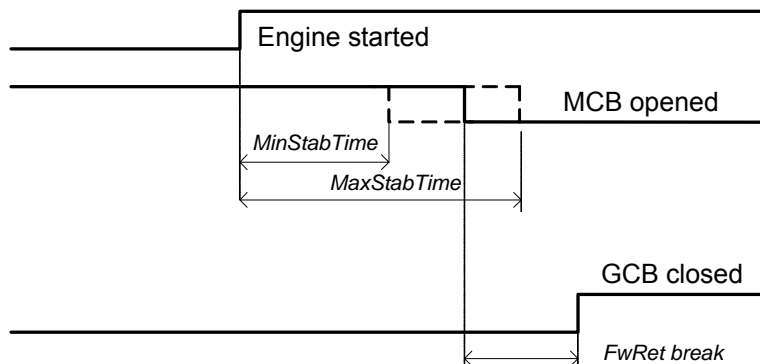 Engine started
MCB opened
MinStabTime
MaxStabTime
GCB closed
FwRet break